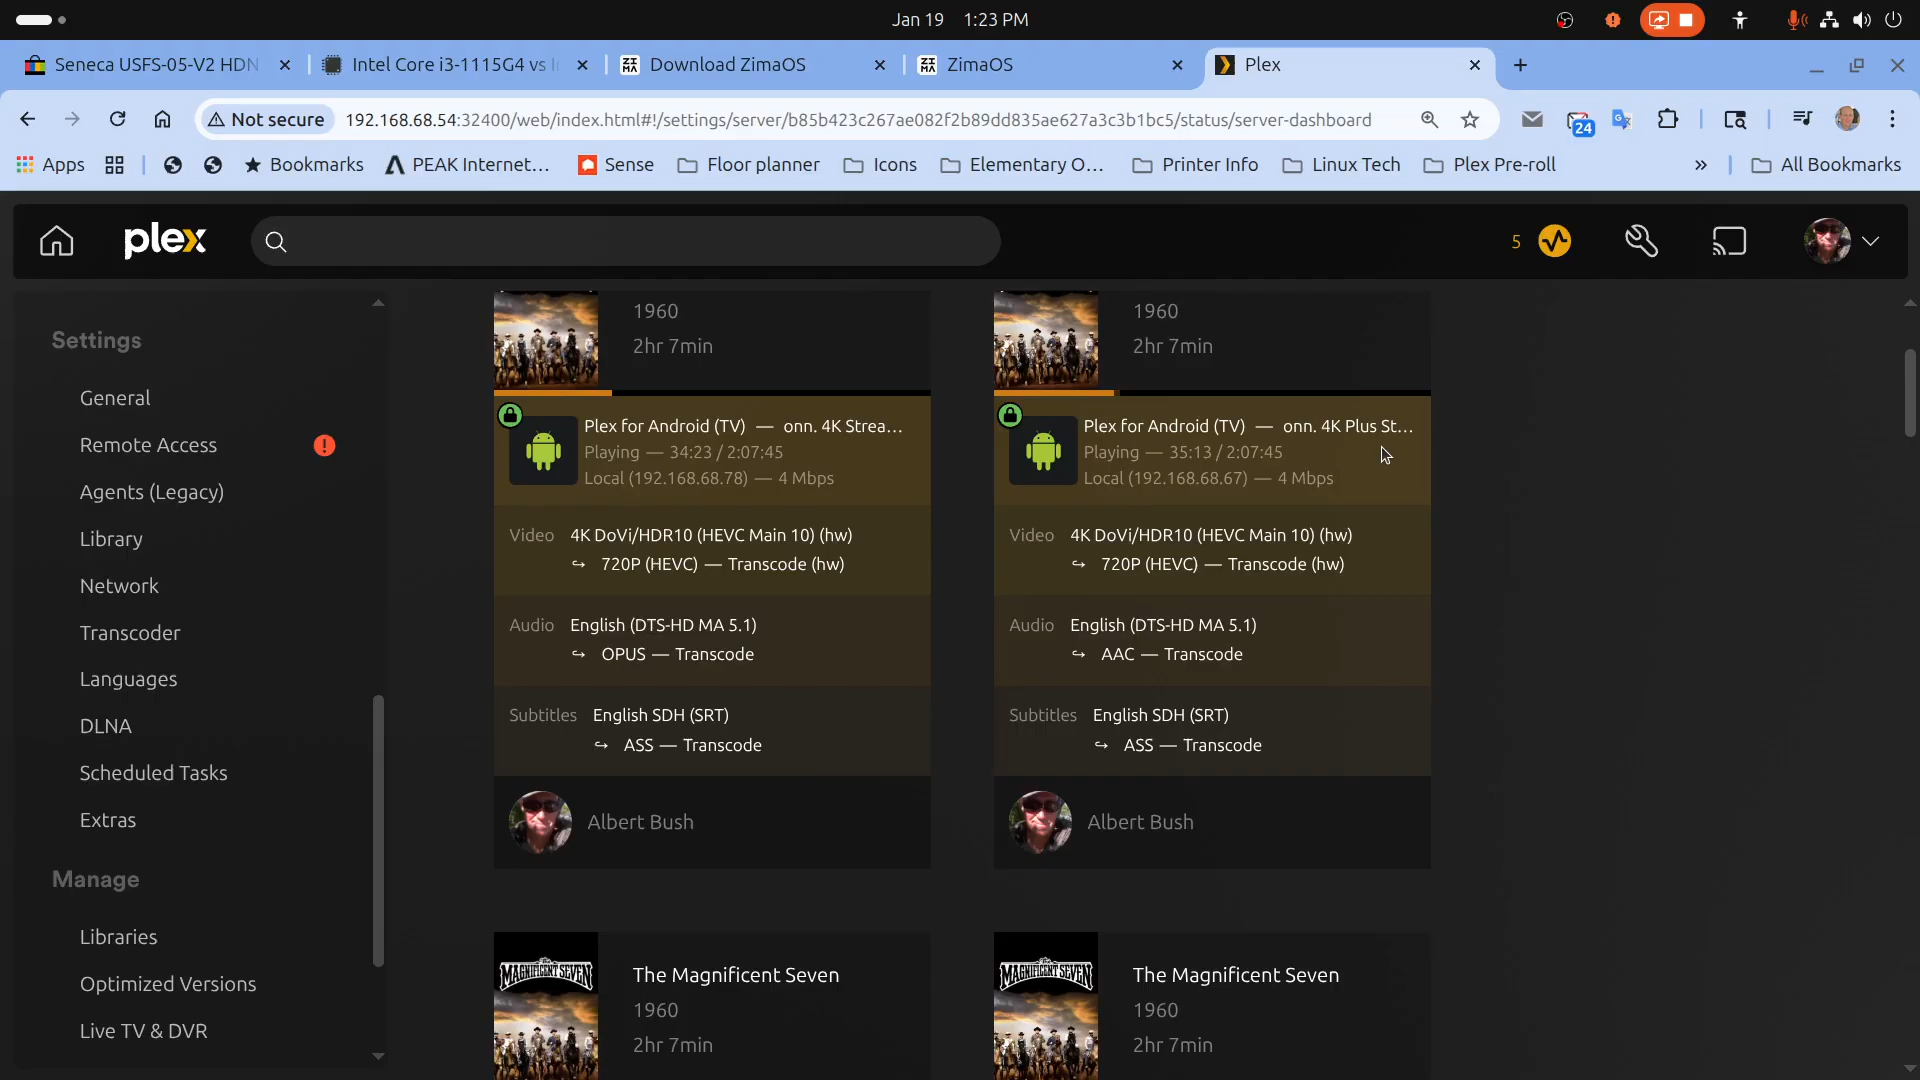 Jan 19 1:23 PM
Seneca USFS-05-V2 HDN
Intel Core i3-1115G4 vs I
ZIMA Download ZimaOS
ZIMA ZimaOS
Plex
Not secure 192.168.68.54:32400/web/index.html#!/settings/server/b85b423c267ae082f2b89dd835ae627a3c3b1bc5/status/server-dashboard
24
Apps
Bookmarks
PEAK Internet...
Sense
Floor planner
Icons
Elementary O...
Printer Info
Linux Tech
Plex Pre-roll
»
All Bookmarks
plex
5
Settings
General
Remote Access
Agents (Legacy)
Library
Network
Transcoder
Languages
DLNA
Scheduled Tasks
Extras
Manage
Libraries
Optimized Versions
Live TV & DVR
1960
2hr 7min
Plex for Android (TV) — onn. 4K Strea...
Playing — 34:23 / 2:07:45
Local (192.168.68.78) — 4 Mbps
Video 4K DoVi/HDR10 (HEVC Main 10) (hw)
↪ 720P (HEVC) — Transcode (hw)
Audio English (DTS-HD MA 5.1)
↪ OPUS — Transcode
Subtitles English SDH (SRT)
↪ ASS — Transcode
Albert Bush
1960
2hr 7min
Plex for Android (TV) — onn. 4K Plus St...
Playing — 35:13 / 2:07:45
Local (192.168.68.67) — 4 Mbps
Video 4K DoVi/HDR10 (HEVC Main 10) (hw)
↪ 720P (HEVC) — Transcode (hw)
Audio English (DTS-HD MA 5.1)
↪ AAC — Transcode
Subtitles English SDH (SRT)
↪ ASS — Transcode
Albert Bush
The MAGNIFICENT SEVEN
The Magnificent Seven
1960
2hr 7min
The MAGNIFICENT SEVEN
The Magnificent Seven
1960
2hr 7min